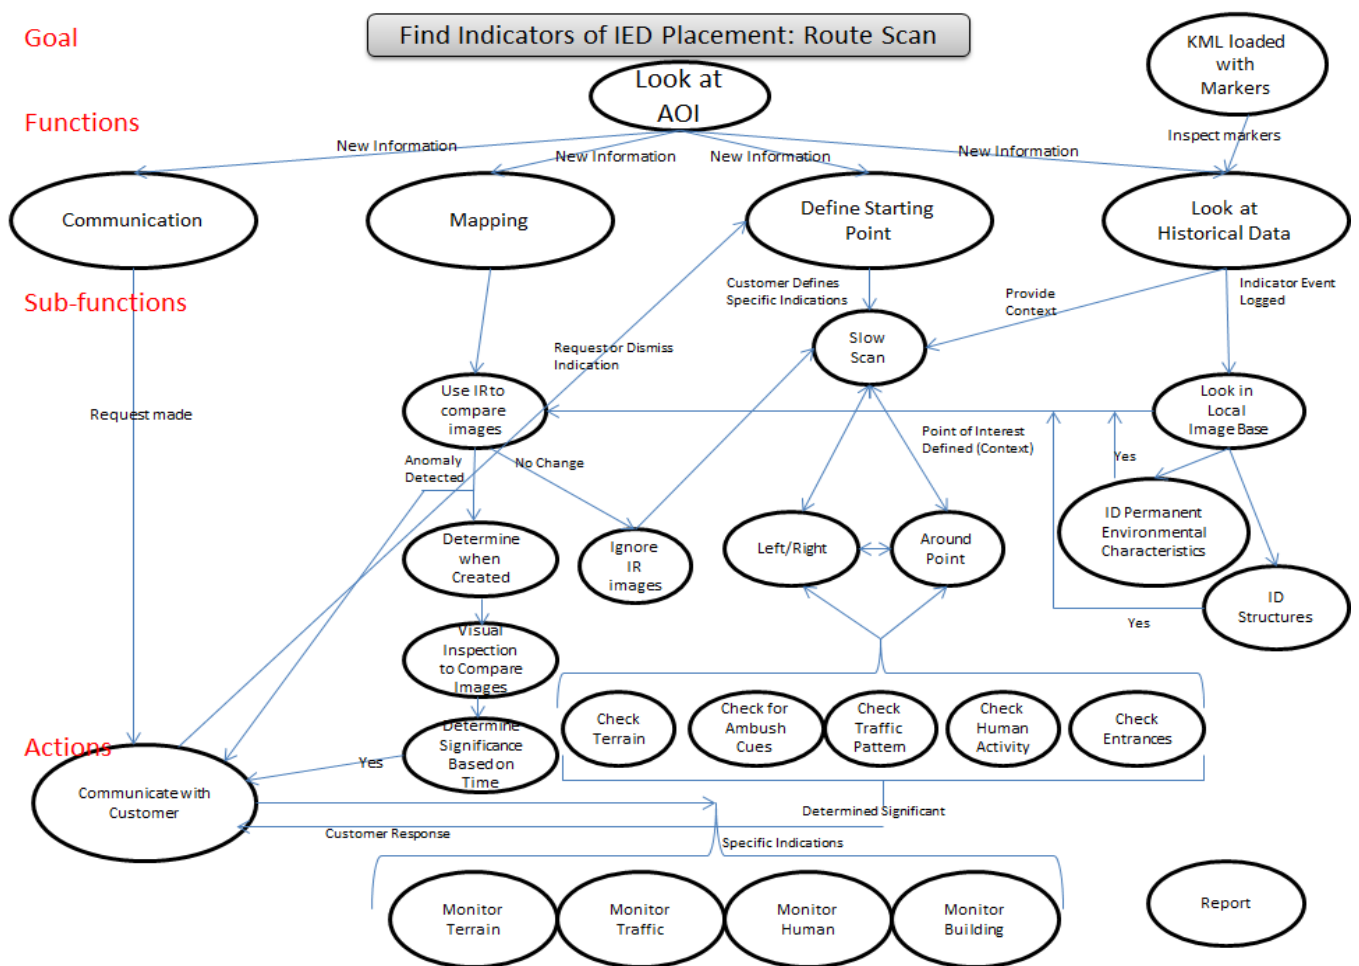 Goal
Find Indicators of IED Placement: Route Scan
KML loaded
with
Markers
Look at
AOI
Functions
New Information
New Information
New Information
New Information
Inspect markers
Communication
Mapping
Define Starting
Point
Look at
Historical Data
Sub-functions
Customer Defines
Specific Indications
Provide
Context
Indicator Event
Logged
Slow
Scan
Request or Dismiss
Indication
Use IR to
compare
images
Look in
Local
Image Base
Request made
Point of Interest
Defined (Context)
Yes
Anomaly
Detected
No Change
ID Permanent
Environmental
Characteristics
Determine
when
Created
Ignore
IR
images
Left/Right
Around
Point
ID
Structures
Yes
Visual
Inspection
to Compare
Images
Check
Terrain
Check for
Ambush
Cues
Check
Traffic
Pattern
Check
Human
Activity
Check
Entrances
Actions
Determine
Significance
Based on
Time
Yes
Communicate with
Customer
Determined Significant
Customer Response
Specific Indications
Monitor
Terrain
Monitor
Traffic
Monitor
Human
Monitor
Building
Report